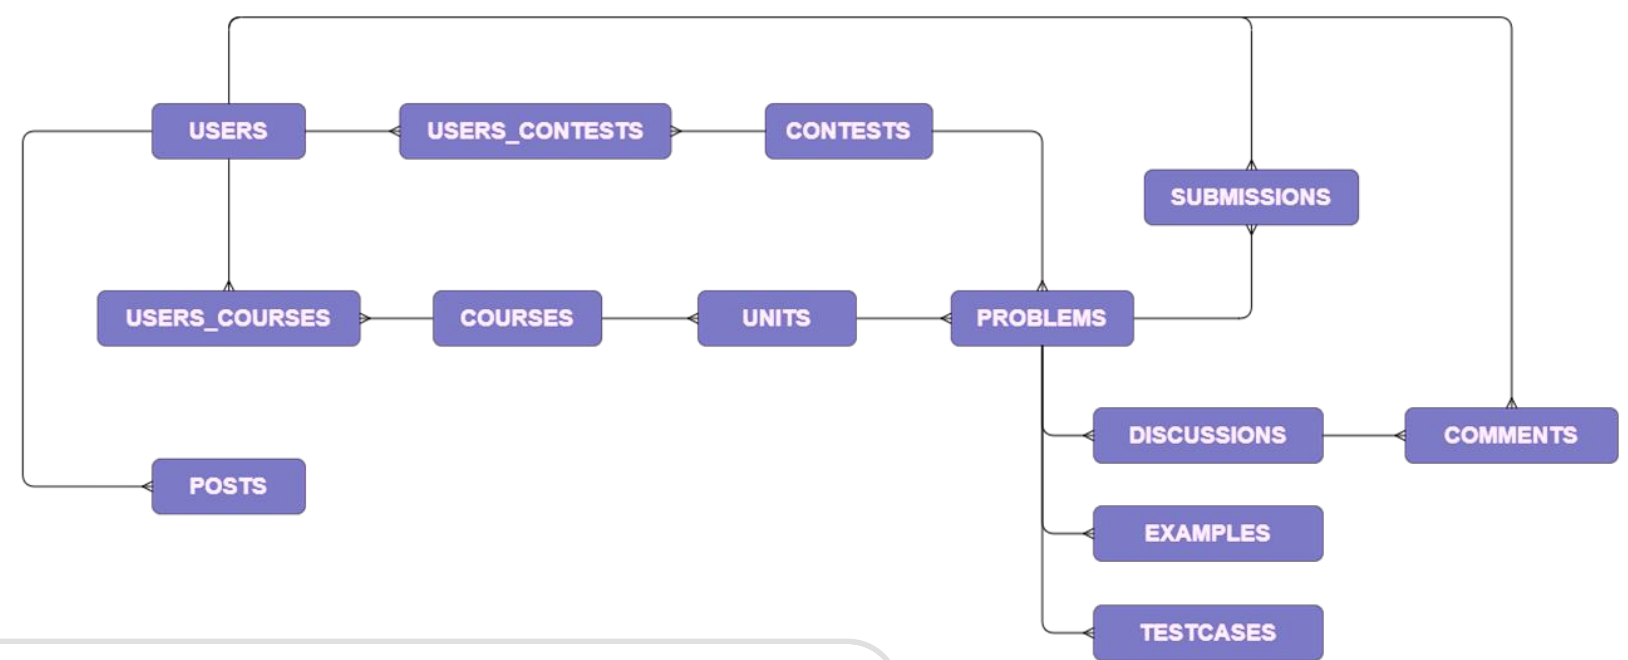 USERS
USERS_CONTESTS
CONTESTS
SUBMISSIONS
USERS_COURSES
COURSES
UNITS
PROBLEMS
DISCUSSIONS
COMMENTS
POSTS
EXAMPLES
TESTCASES